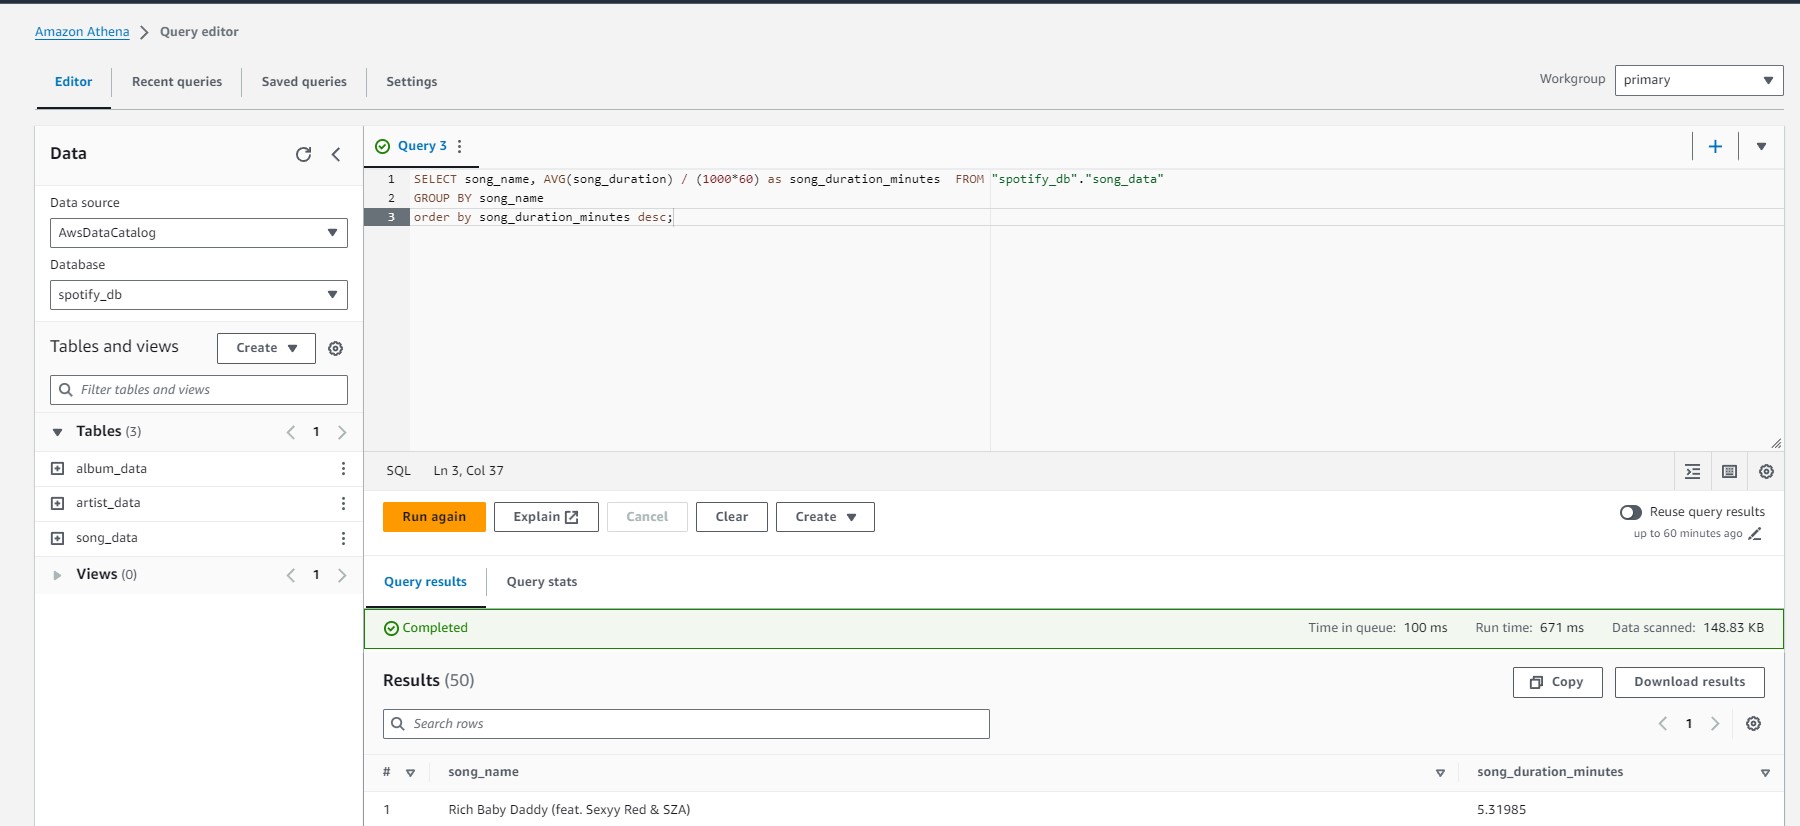 Amazon Athena > Query editor
Editor Recent queries Saved queries Settings
Workgroup primary
Data
Data source
AwsDataCatalog
Database
spotify_db
Tables and views Create
Filter tables and views
Tables (3) 1
album_data
artist_data
song_data
Views (0) 1
Query 3
1 SELECT song_name, AVG(song_duration) / (1000*60) as song_duration_minutes  FROM "spotify_db"."song_data"
2 GROUP BY song_name
3 order by song_duration_minutes desc;
SQL Ln 3, Col 37
Run again Explain Cancel Clear Create
Reuse query results
up to 60 minutes ago
Query results Query stats
Completed Time in queue: 100 ms Run time: 671 ms Data scanned: 148.83 KB
Results (50) Copy Download results
Search rows 1
# song_name song_duration_minutes
1 Rich Baby Daddy (feat. Sexyy Red & SZA) 5.31985